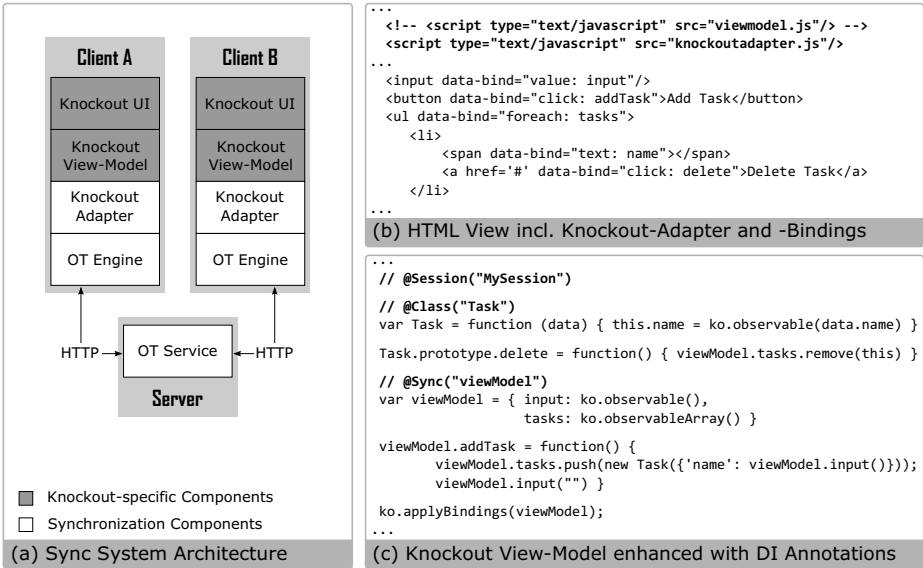 Client A
Knockout UI
Knockout
View-Model
Knockout
Adapter
OT Engine
Client B
Knockout UI
Knockout
View-Model
Knockout
Adapter
OT Engine
HTTP
OT Service
HTTP
Server
Knockout-specific Components
Synchronization Components
(a) Sync System Architecture
...
<!-- <script type="text/javascript" src="viewmodel.js"/> -->
<script type="text/javascript" src="knockoutadapter.js"/>
...
<input data-bind="value: input"/>
<button data-bind="click: addTask">Add Task</button>
<ul data-bind="foreach: tasks">
<li>
<span data-bind="text: name"></span>
<a href='#' data-bind="click: delete">Delete Task</a>
</li>
...
(b) HTML View incl. Knockout-Adapter and -Bindings
...
// @Session("MySession")
// @Class("Task")
var Task = function (data) { this.name = ko.observable(data.name) }
Task.prototype.delete = function() { viewModel.tasks.remove(this) }
// @Sync("viewModel")
var viewModel = { input: ko.observable(),
tasks: ko.observableArray() }
viewModel.addTask = function() {
viewModel.tasks.push(new Task({'name': viewModel.input()}));
viewModel.input("") }
ko.applyBindings(viewModel);
...
(c) Knockout View-Model enhanced with DI Annotations